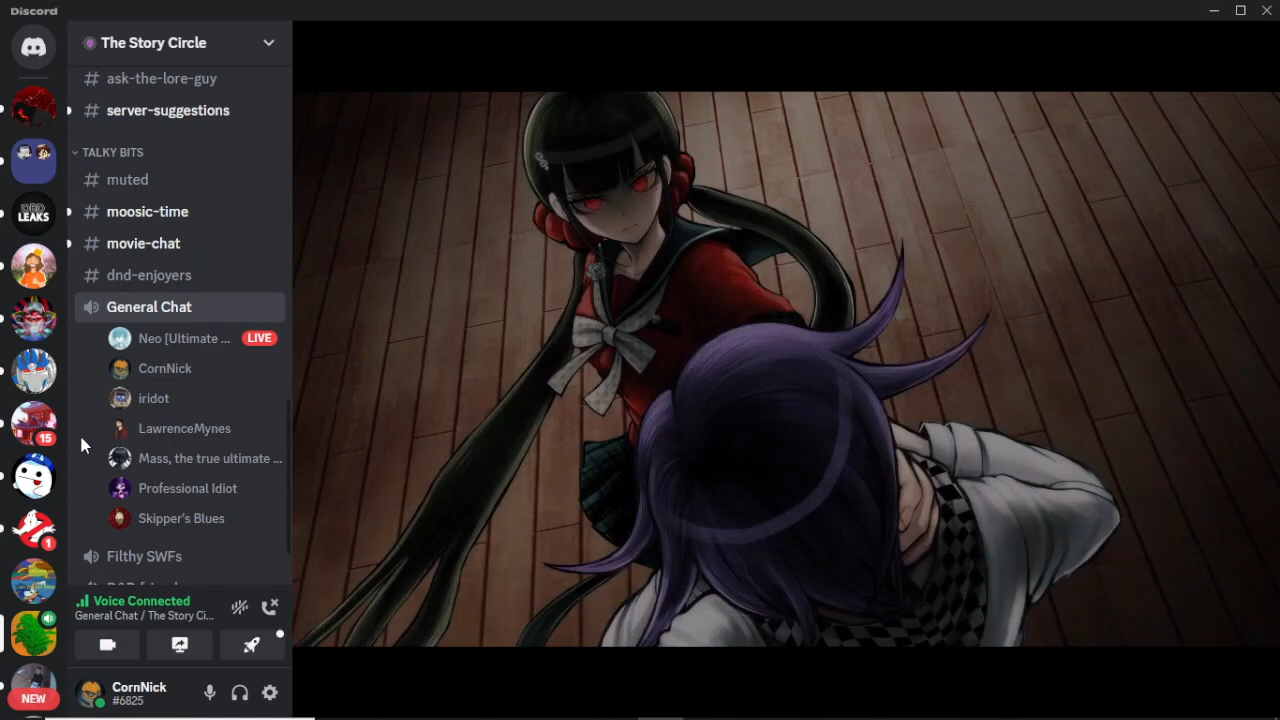 Discord
The Story Circle
ask-the-lore-guy
server-suggestions
TALKY BITS
muted
moosic-time
movie-chat
dnd-enjoyers
General Chat
Neo [Ultimate ... LIVE
CornNick
iridot
LawrenceMynes
Mass, the true ultimate ...
Professional Idiot
Skipper's Blues
Filthy SWFs
Voice Connected
General Chat / The Story Ci...
CornNick
#6825
LEAKS
15
1
NEW